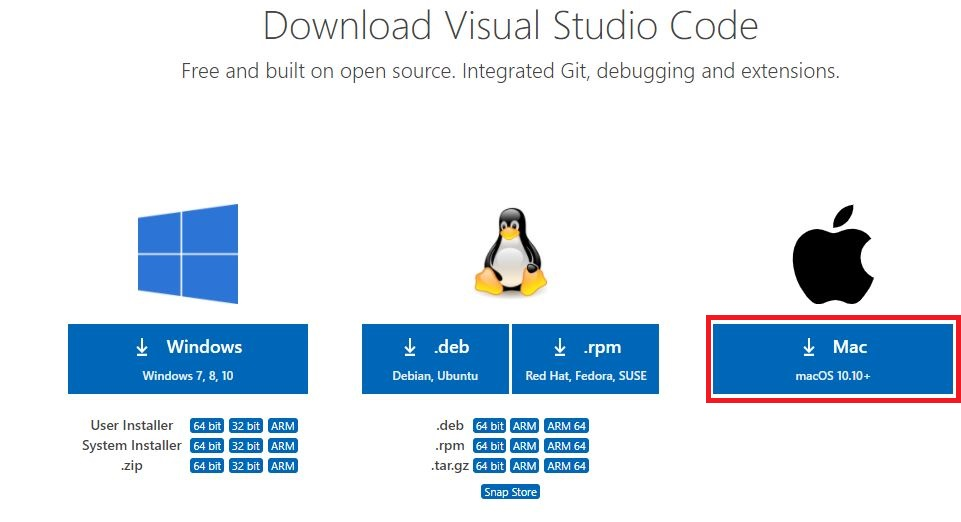 Download Visual Studio Code
Free and built on open source. Integrated Git, debugging and extensions.
Windows
Windows 7, 8, 10
User Installer 64 bit 32 bit ARM
System Installer 64 bit 32 bit ARM
.zip 64 bit 32 bit ARM
.deb
Debian, Ubuntu
.rpm
Red Hat, Fedora, SUSE
.deb 64 bit ARM ARM 64
.rpm 64 bit ARM ARM 64
.tar.gz 64 bit ARM ARM 64
Snap Store
Mac
macOS 10.10+